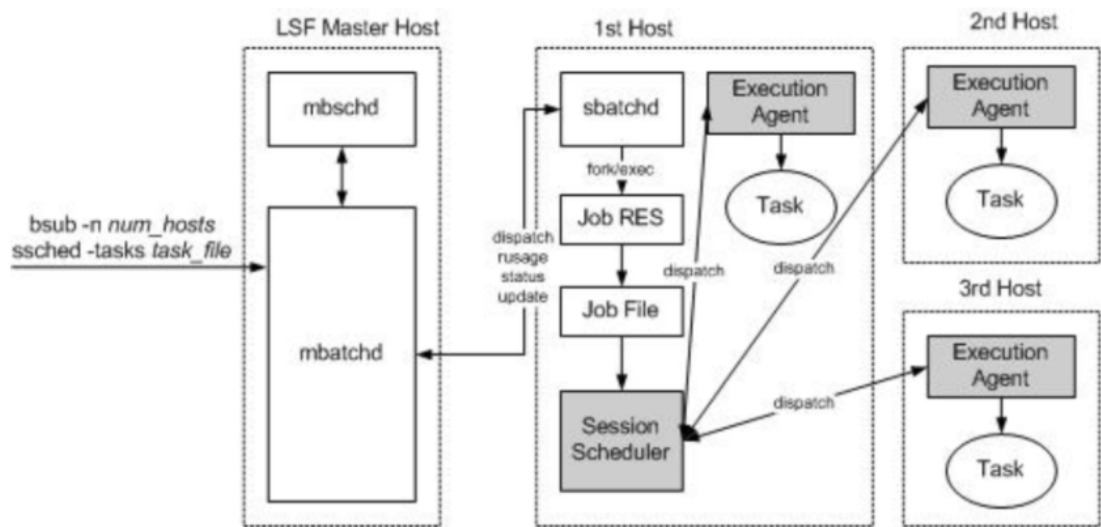 LSF Master Host
1st Host
2nd Host
mbschd
sbatchd
Execution
Agent
Execution
Agent
fork/exec
Task
Task
bsub -n num_hosts
ssched -tasks task_file
Job RES
dispatch
rusage
status
update
dispatch
dispatch
3rd Host
Job File
mbatchd
Execution
Agent
dispatch
Session
Scheduler
Task